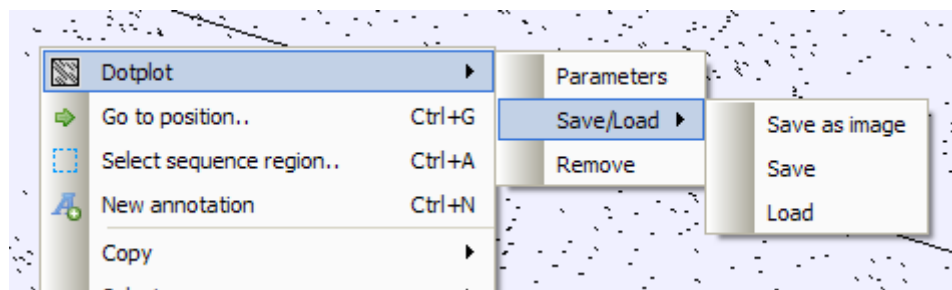 Dotplot
Go to position.. Ctrl+G
Select sequence region.. Ctrl+A
New annotation Ctrl+N
Copy
Parameters
Save/Load
Remove
Save as image
Save
Load